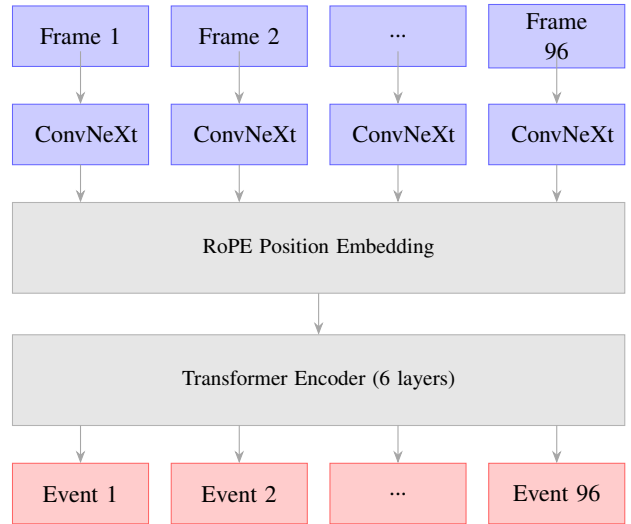 Frame 1
Frame 2
...
Frame
96
ConvNeXt
ConvNeXt
ConvNeXt
ConvNeXt
RoPE Position Embedding
Transformer Encoder (6 layers)
Event 1
Event 2
...
Event 96